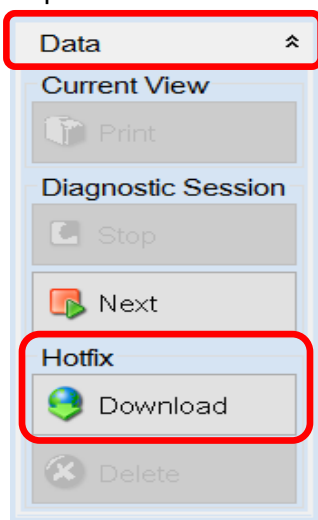 Data
Current View
Print
Diagnostic Session
Stop
Next
Hotfix
Download
Delete